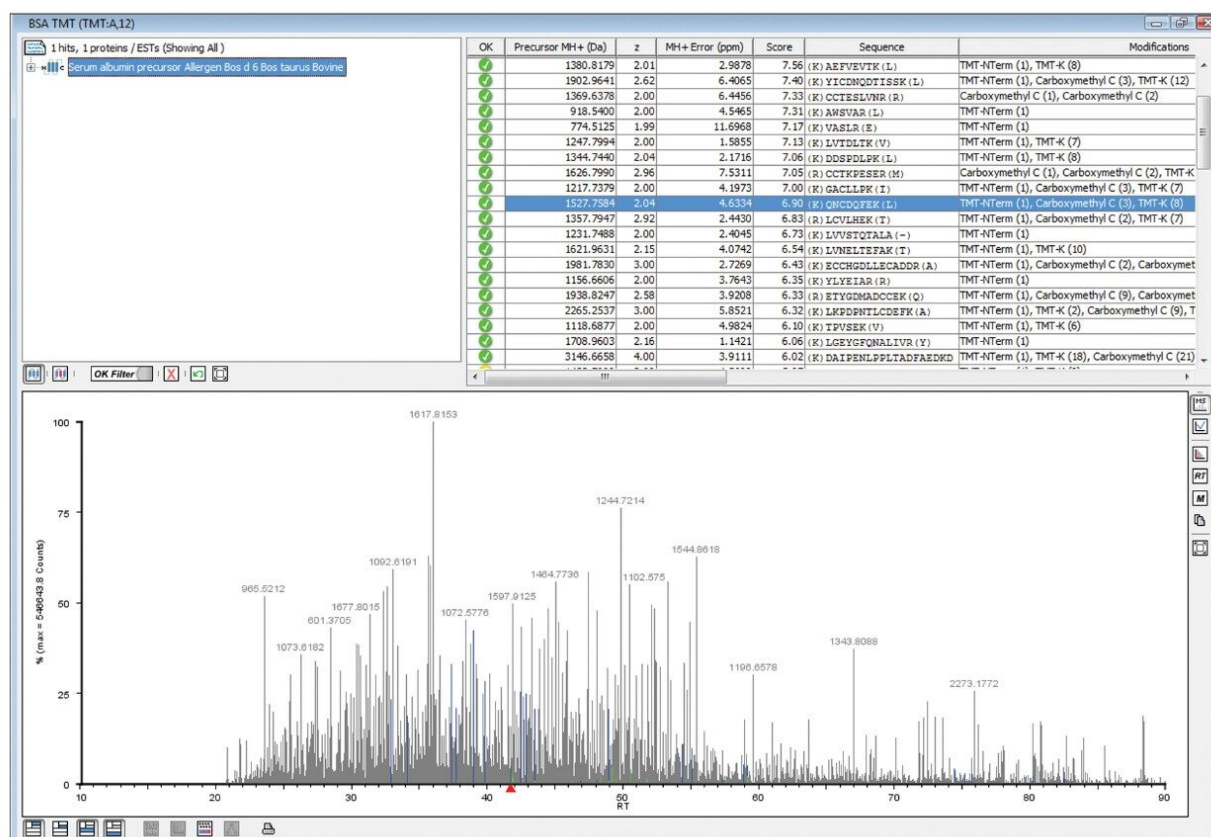 BSA TMT (TMT:A,12)
1 hits, 1 proteins / ESTs (Showing All )
Serum albumin precursor Allergen Bos d 6 Bos taurus Bovine
OK Precursor MH+ (Da) z MH+ Error (ppm) Score Sequence Modifications
1380.8179 2.01 2.9878 7.56 (K)AEFVEVTK(L) TMT-NTerm (1), TMT-K (8)
1902.9641 2.62 6.4065 7.40 (K)YICDNQDTISSK(L) TMT-NTerm (1), Carboxymethyl C (3), TMT-K (12)
1369.6378 2.00 6.4456 7.33 (K)CCTESLVNR(R) Carboxymethyl C (1), Carboxymethyl C (2)
918.5400 2.00 4.5465 7.31 (K)AWSVAR(L) TMT-NTerm (1)
774.5125 1.99 11.6968 7.17 (K)VASLR(E) TMT-NTerm (1)
1247.7994 2.00 1.5855 7.13 (K)LVTDLTK(V) TMT-NTerm (1), TMT-K (7)
1344.7440 2.04 2.1716 7.06 (K)DDSPDLPK(L) TMT-NTerm (1), TMT-K (8)
1626.7990 2.96 7.5311 7.05 (R)CCTKPESER(M) Carboxymethyl C (1), Carboxymethyl C (2), TMT-K
1217.7379 2.00 4.1973 7.00 (K)GACLLPK(I) TMT-NTerm (1), Carboxymethyl C (3), TMT-K (7)
1527.7584 2.04 4.6334 6.90 (K)QNCDQFEK(L) TMT-NTerm (1), Carboxymethyl C (3), TMT-K (8)
1357.7947 2.92 2.4430 6.83 (R)LCVLHEK(T) TMT-NTerm (1), Carboxymethyl C (2), TMT-K (7)
1231.7488 2.00 2.4045 6.73 (K)LVVSTQTALA(-) TMT-NTerm (1)
1621.9631 2.15 4.0742 6.54 (K)LVNELTEFAK(T) TMT-NTerm (1), TMT-K (10)
1981.7830 3.00 2.7269 6.43 (K)ECCHGDLLECADDR(A) TMT-NTerm (1), Carboxymethyl C (2), Carboxymet
1156.6606 2.00 3.7643 6.35 (K)YLYEIAR(R) TMT-NTerm (1)
1938.8247 2.58 3.9208 6.33 (R)ETYGDMADCCEK(Q) TMT-NTerm (1), Carboxymethyl C (9), Carboxymet
2265.2537 3.00 5.8521 6.32 (K)LKPDPNTLCDEFK(A) TMT-NTerm (1), TMT-K (2), Carboxymethyl C (9), T
1118.6877 2.00 4.9824 6.10 (K)TPVSEK(V) TMT-NTerm (1), TMT-K (6)
1708.9603 2.16 1.1421 6.06 (K)LGEYGFQNALIVR(Y) TMT-NTerm (1)
3146.6658 4.00 3.9111 6.02 (K)DAIPENLPPLTADFAEDKD TMT-NTerm (1), TMT-K (18), Carboxymethyl C (21)
OK Filter
MS
RT
M
% (max = 540643.8 Counts)
100
75
50
25
0
1617.8153
1244.7214
1544.8618
1092.6191
1464.7736
1102.575
965.5212
1597.9125
1677.8015
1072.5776
601.3705
1073.6182
1343.8088
1196.6578
2273.1772
10 20 30 40 50 60 70 80 90
RT